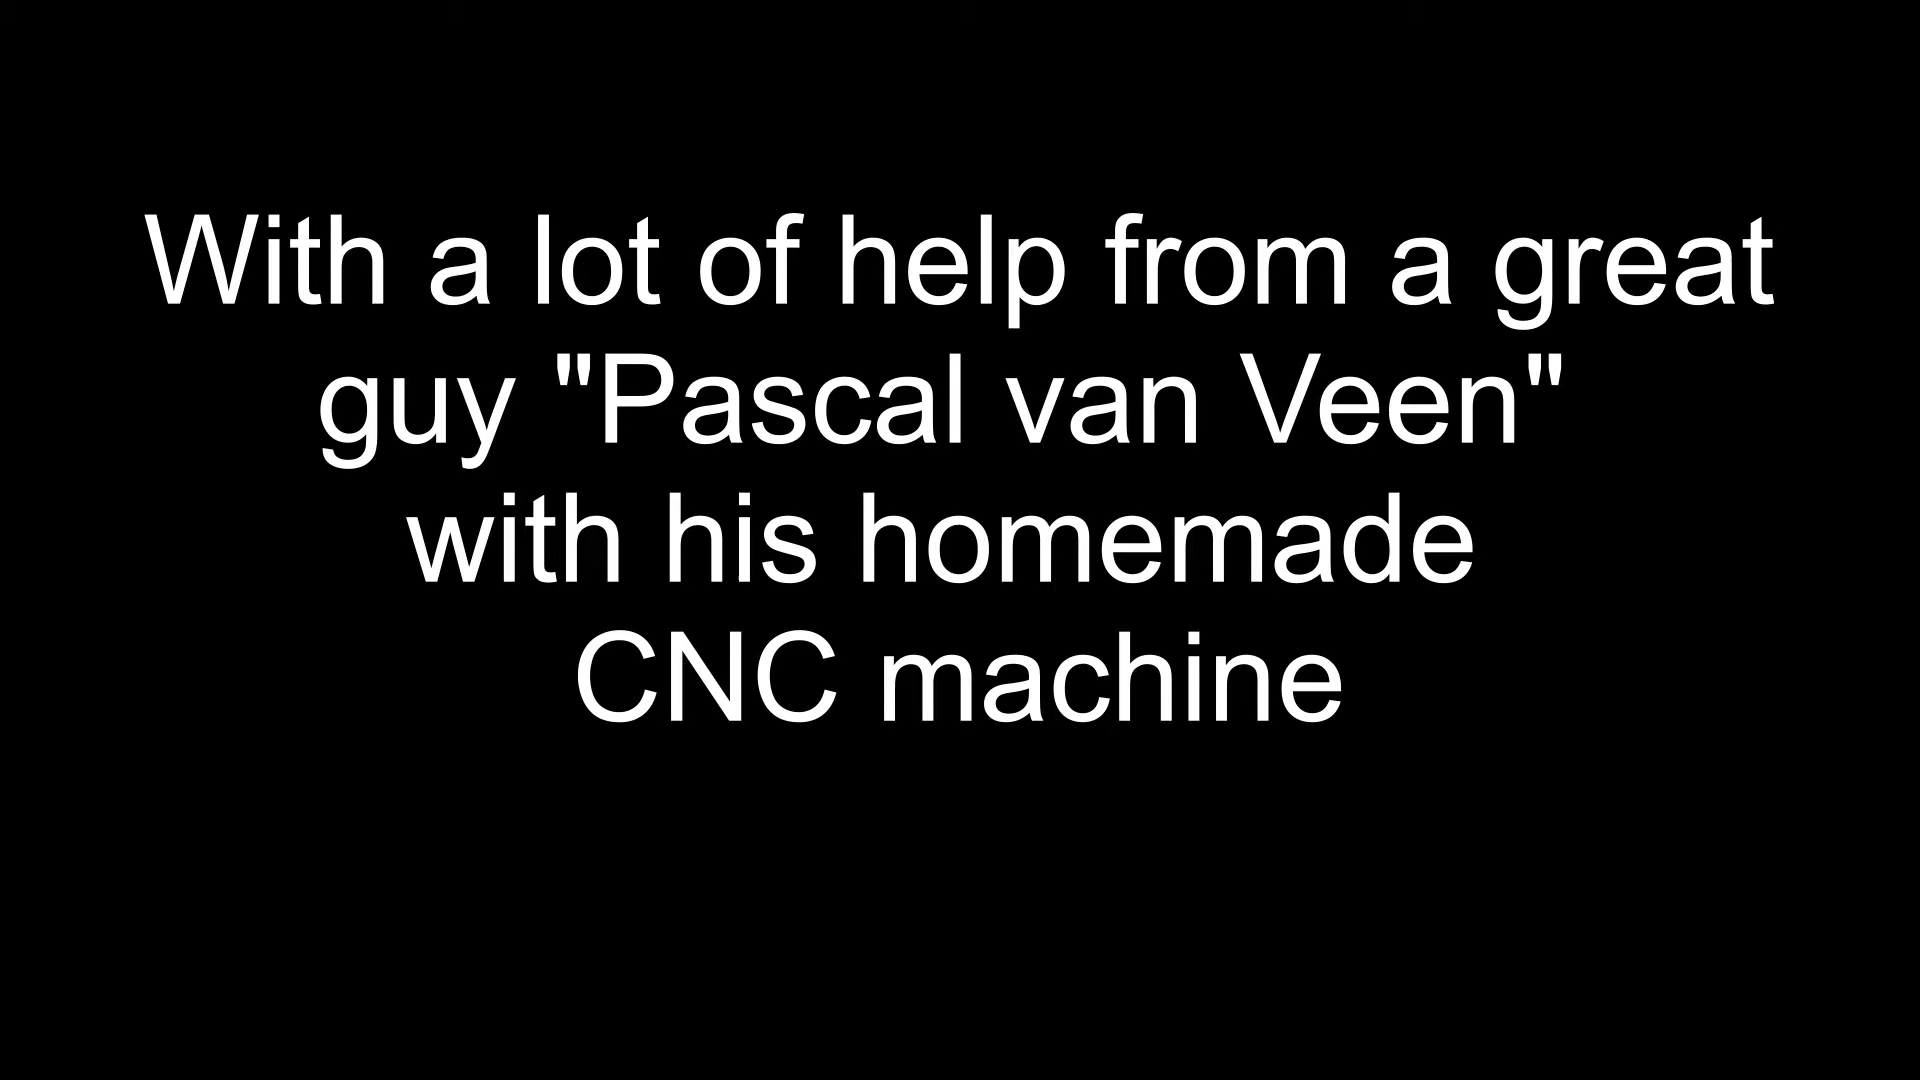 With a lot of help from a great
guy "Pascal van Veen"
with his homemade
CNC machine